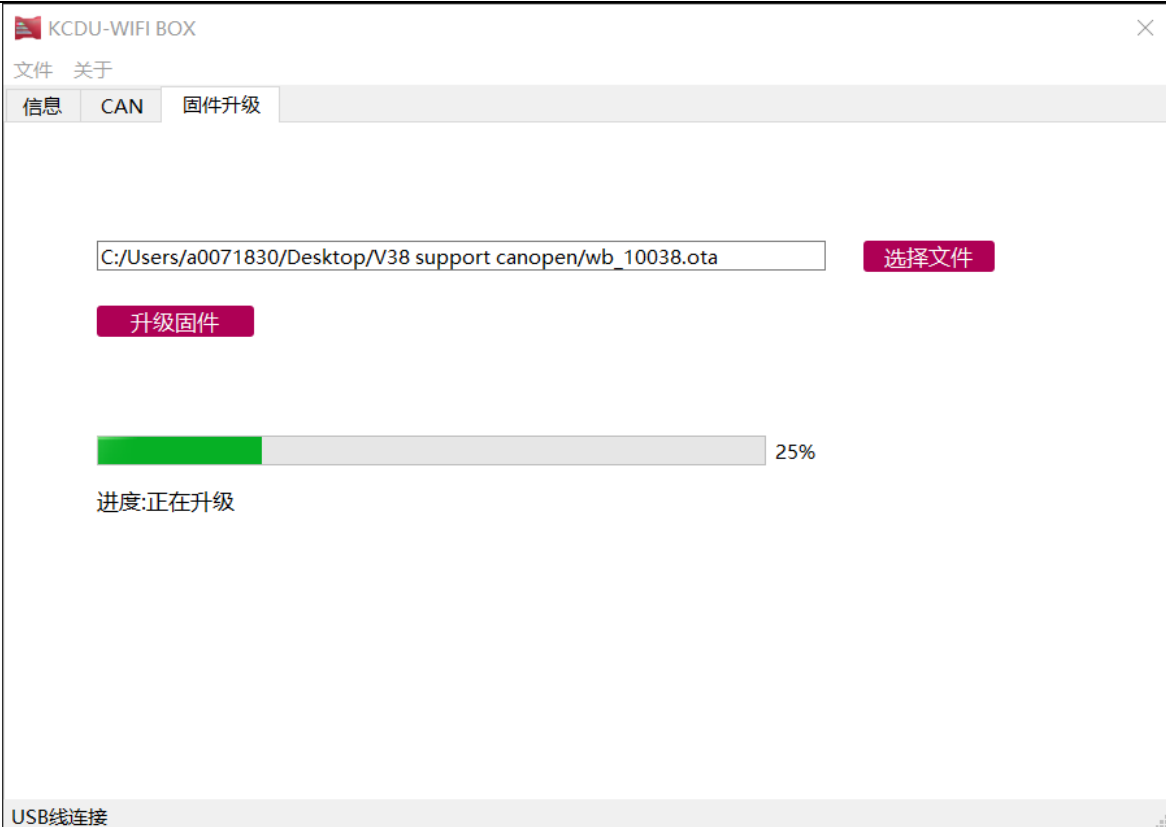 KCDU-WIFI BOX
文件 关于
信息 CAN 固件升级
C:/Users/a0071830/Desktop/V38 support canopen/wb_10038.ota 选择文件
升级固件
25%
进度:正在升级
USB线连接